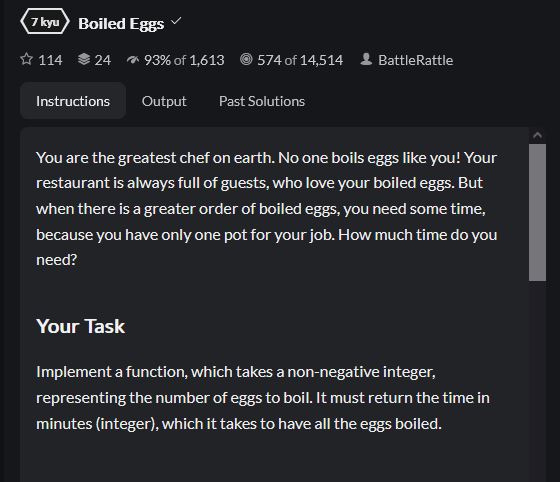 7 kyu Boiled Eggs
114 24 93% of 1,613 574 of 14,514 BattleRattle
Instructions Output Past Solutions
You are the greatest chef on earth. No one boils eggs like you! Your
restaurant is always full of guests, who love your boiled eggs. But
when there is a greater order of boiled eggs, you need some time,
because you have only one pot for your job. How much time do you
need?
Your Task
Implement a function, which takes a non-negative integer,
representing the number of eggs to boil. It must return the time in
minutes (integer), which it takes to have all the eggs boiled.